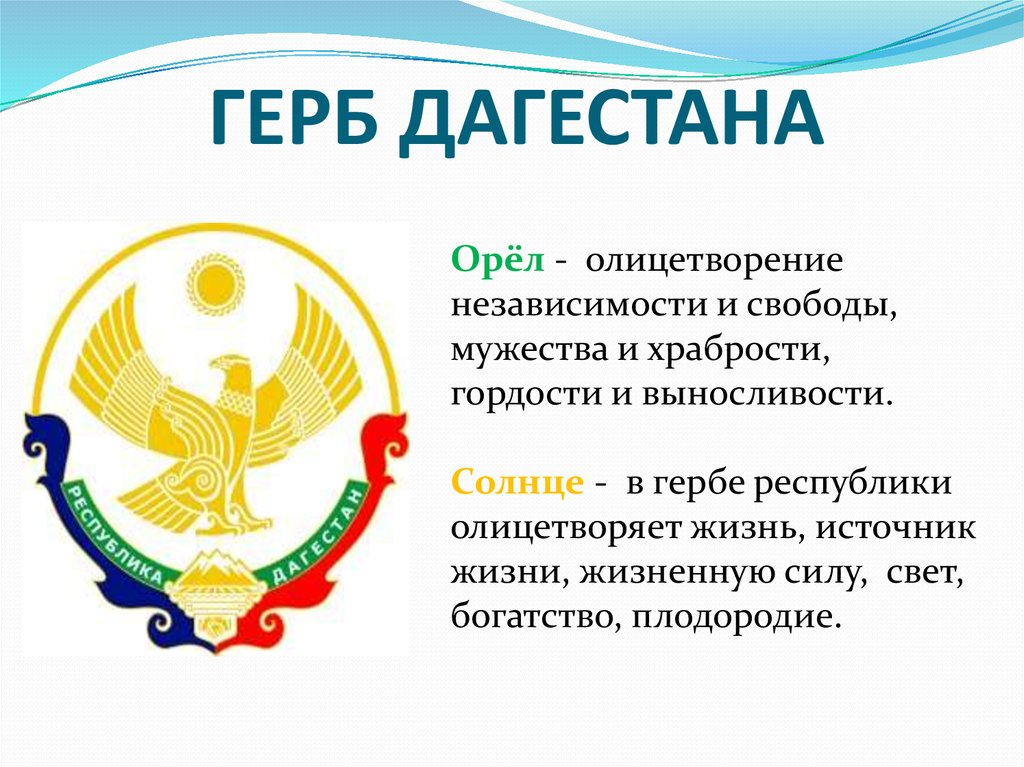 ГЕРБ ДАГЕСТАНА
Орёл -  олицетворение
независимости и свободы,
мужества и храбрости,
гордости и выносливости.
Солнце -  в гербе республики
олицетворяет жизнь, источник
жизни, жизненную силу,  свет,
богатство, плодородие.
РЕСПУБЛИКА ДАГЕСТАН